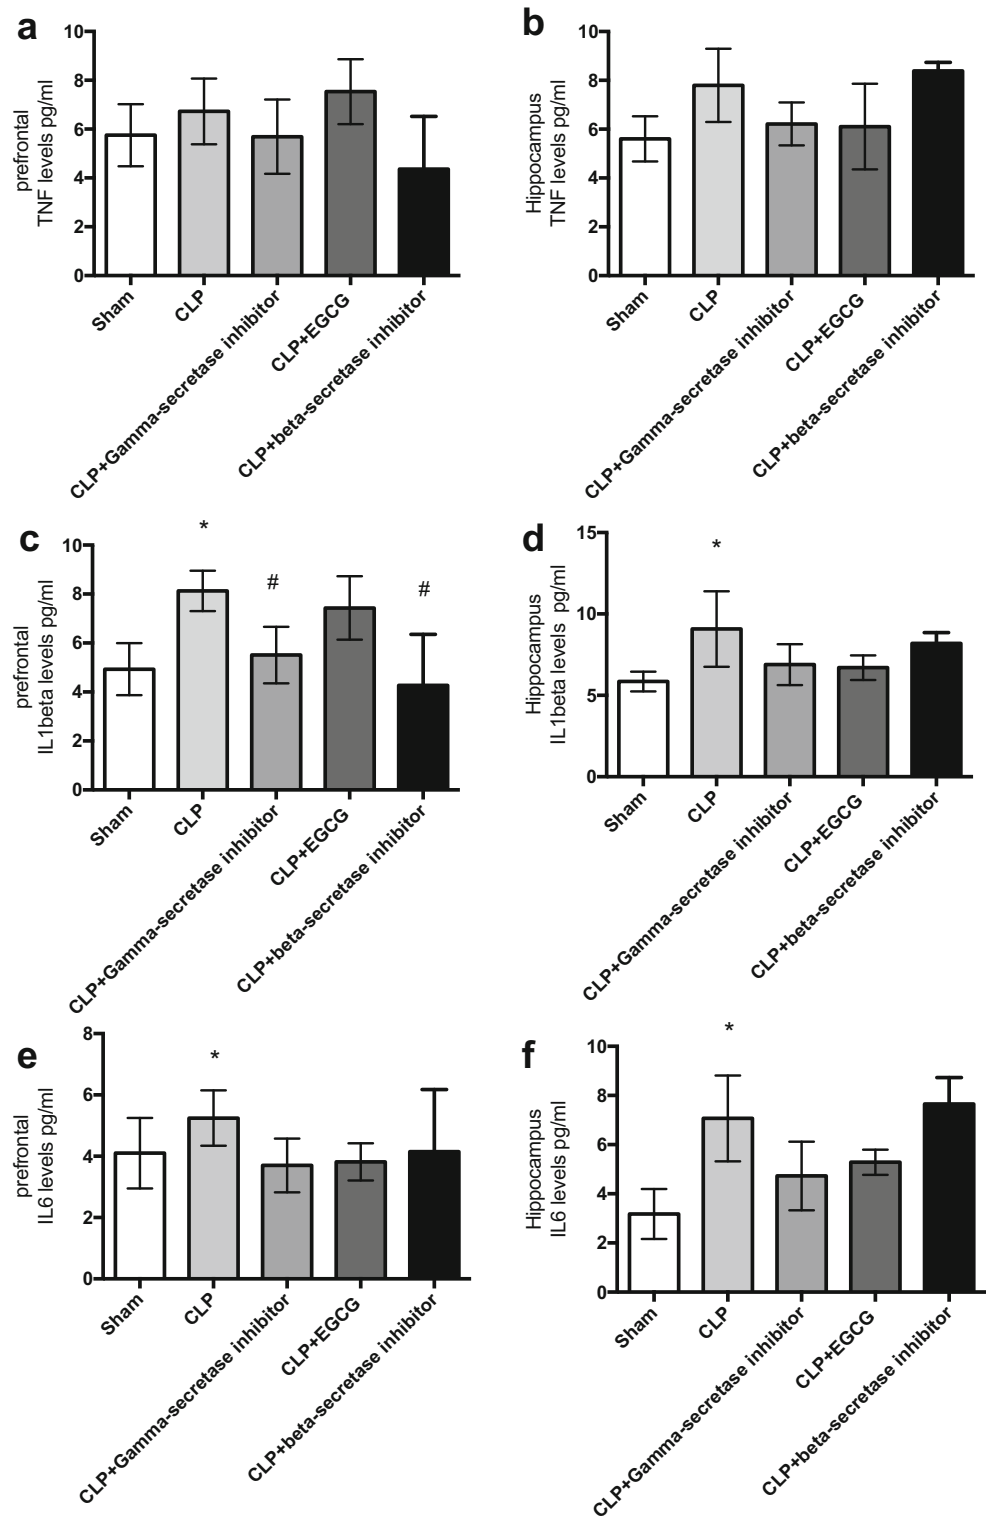 a
prefrontal
TNF levels pg/ml
10
8
6
4
2
0
Sham
CLP
CLP+Gamma-secretase inhibitor
CLP+EGCG
CLP+beta-secretase inhibitor
b
Hippocampus
TNF levels pg/ml
10
8
6
4
2
0
Sham
CLP
CLP+Gamma-secretase inhibitor
CLP+EGCG
CLP+beta-secretase inhibitor
c
prefrontal
IL1beta levels pg/ml
10
8
6
4
2
0
*
#
#
Sham
CLP
CLP+Gamma-secretase inhibitor
CLP+EGCG
CLP+beta-secretase inhibitor
d
Hippocampus
IL1beta levels pg/ml
15
10
5
0
*
Sham
CLP
CLP+Gamma-secretase inhibitor
CLP+EGCG
CLP+beta-secretase inhibitor
e
prefrontal
IL6 levels pg/ml
8
6
4
2
0
*
Sham
CLP
CLP+Gamma-secretase inhibitor
CLP+EGCG
CLP+beta-secretase inhibitor
f
Hippocampus
IL6 levels pg/ml
10
8
6
4
2
0
*
Sham
CLP
CLP+Gamma-secretase inhibitor
CLP+EGCG
CLP+beta-secretase inhibitor